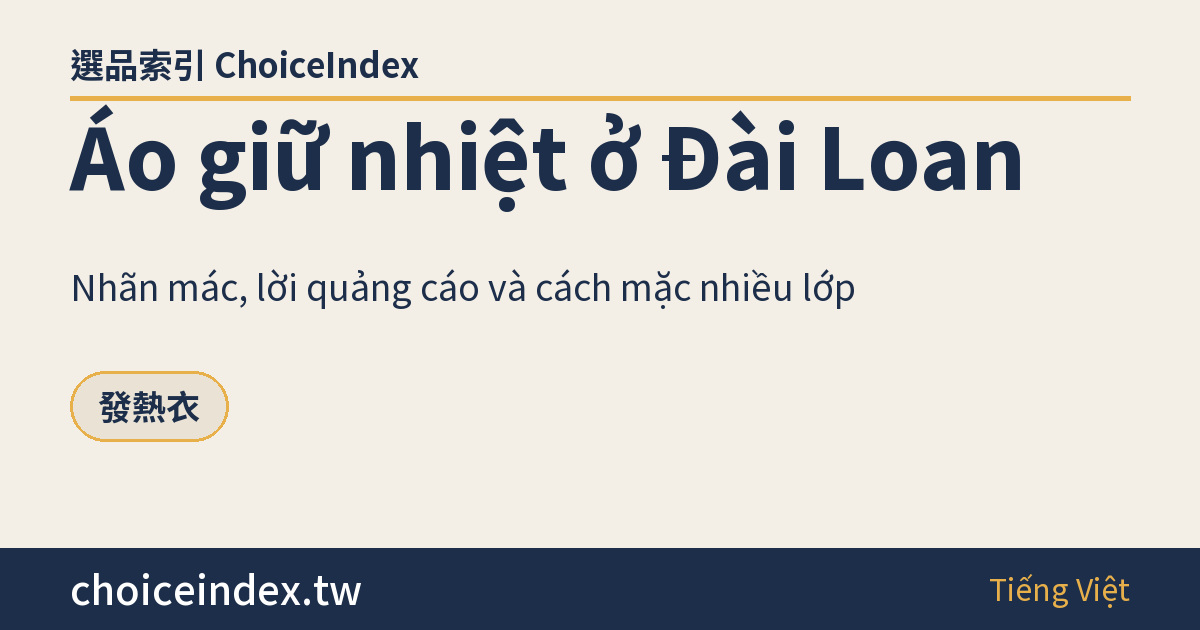 選品索引 ChoiceIndex
Áo giữ nhiệt ở Đài Loan
Nhãn mác, lời quảng cáo và cách mặc nhiều lớp
發熱衣
choiceindex.tw
Tiếng Việt